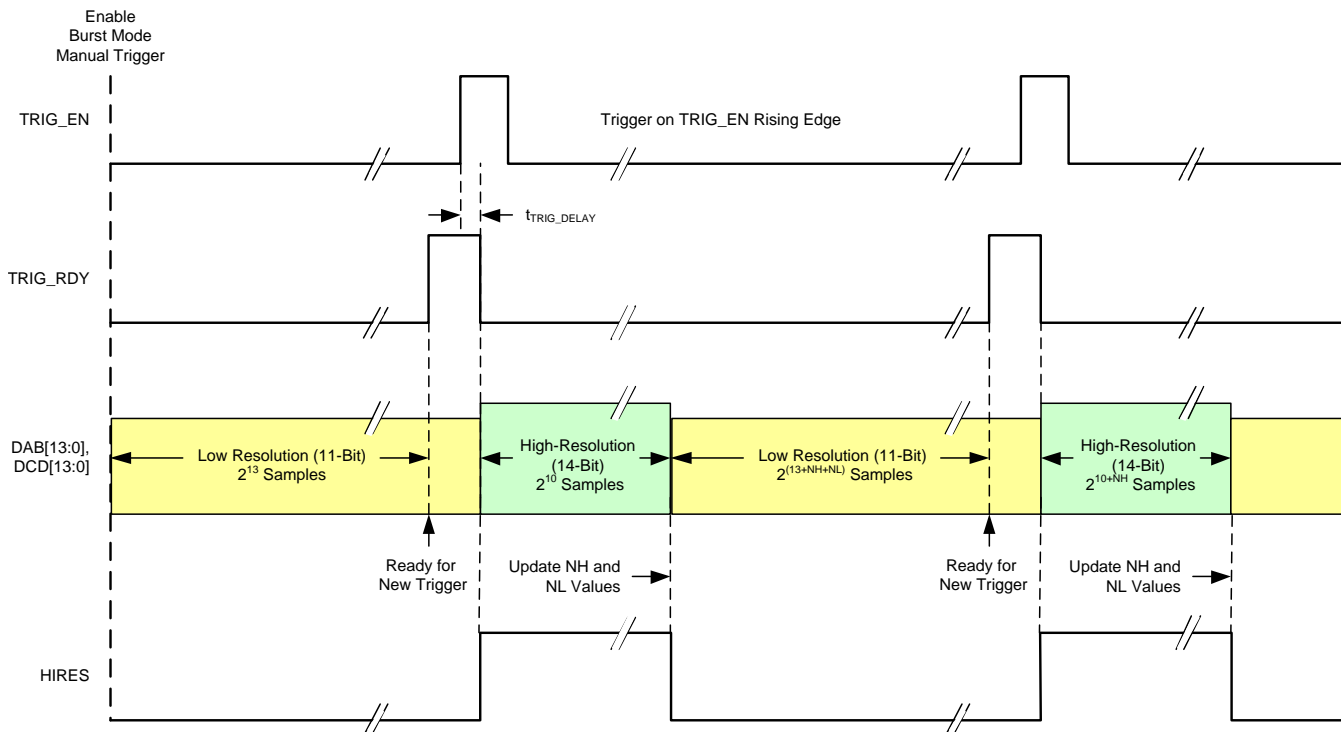 Enable
Burst Mode
Manual Trigger
TRIG_EN
Trigger on TRIG_EN Rising Edge
tTRIG_DELAY
TRIG_RDY
DAB[13:0],
DCD[13:0]
Low Resolution (11-Bit)
2^13 Samples
High-Resolution
(14-Bit)
2^10 Samples
Low Resolution (11-Bit)
2^(13+NH+NL) Samples
High-Resolution
(14-Bit)
2^10+NH Samples
Ready for
New Trigger
Update NH and
NL Values
Ready for
New Trigger
Update NH and
NL Values
HIRES